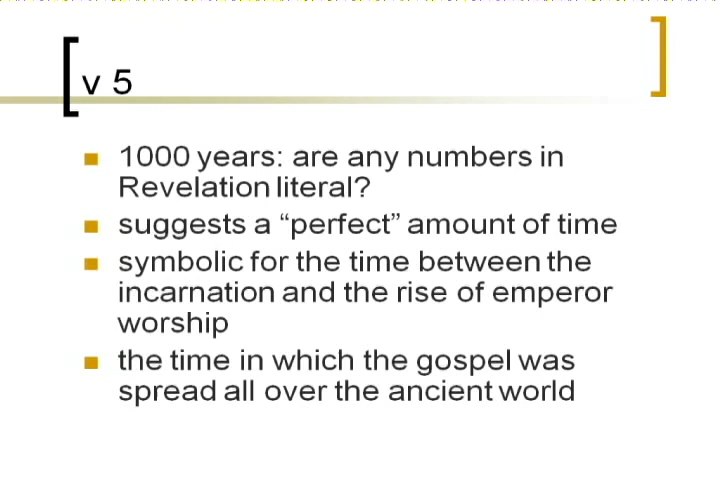 v 5
1000 years: are any numbers in
Revelation literal?
suggests a “perfect” amount of time
symbolic for the time between the
incarnation and the rise of emperor
worship
the time in which the gospel was
spread all over the ancient world